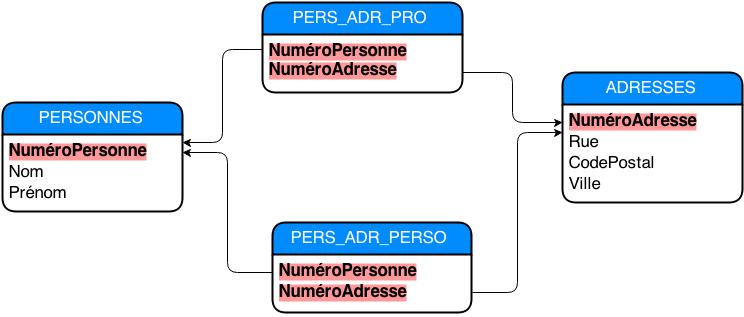 PERS_ADR_PRO
NuméroPersonne
NuméroAdresse
PERSONNES
NuméroPersonne
Nom
Prénom
ADRESSES
NuméroAdresse
Rue
CodePostal
Ville
PERS_ADR_PERSO
NuméroPersonne
NuméroAdresse